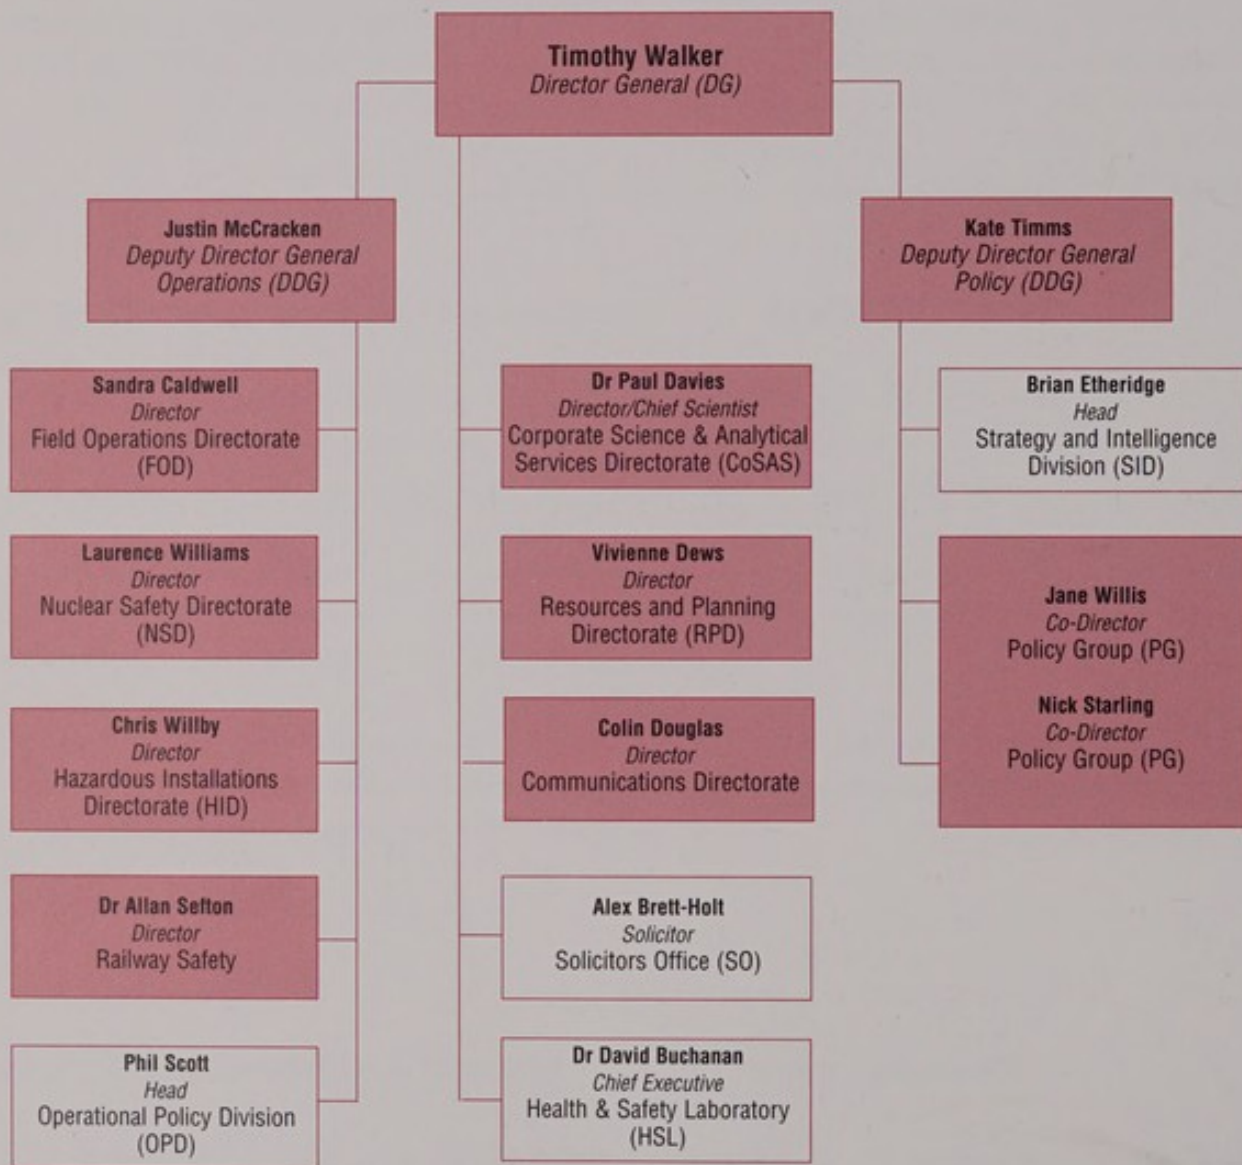 Timothy Walker
Director General (DG)
Justin McCracken
Deputy Director General
Operations (DDG)
Kate Timms
Deputy Director General
Policy (DDG)
Sandra Caldwell
Director
Field Operations Directorate
(FOD)
Dr Paul Davies
Director/Chief Scientist
Corporate Science & Analytical
Services Directorate (CoSAS)
Brian Etheridge
Head
Strategy and Intelligence
Division (SID)
Laurence Williams
Director
Nuclear Safety Directorate
(NSD)
Vivienne Dews
Director
Resources and Planning
Directorate (RPD)
Jane Willis
Co-Director
Policy Group (PG)
Nick Starling
Co-Director
Policy Group (PG)
Chris Willby
Director
Hazardous Installations
Directorate (HID)
Colin Douglas
Director
Communications Directorate
Dr Allan Sefton
Director
Railway Safety
Alex Brett-Holt
Solicitor
Solicitors Office (SO)
Phil Scott
Head
Operational Policy Division
(OPD)
Dr David Buchanan
Chief Executive
Health & Safety Laboratory
(HSL)